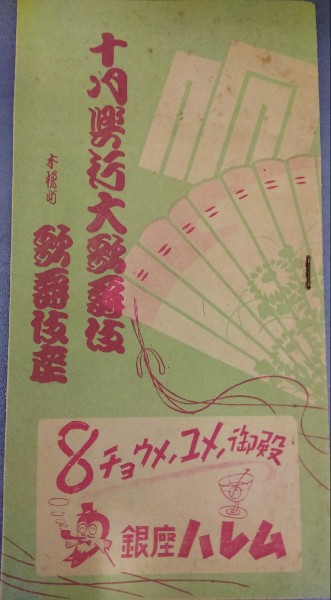 十月興行大歌舞伎
木挽町
歌舞伎座
8チョウメノユメノ御殿
銀座ハレム